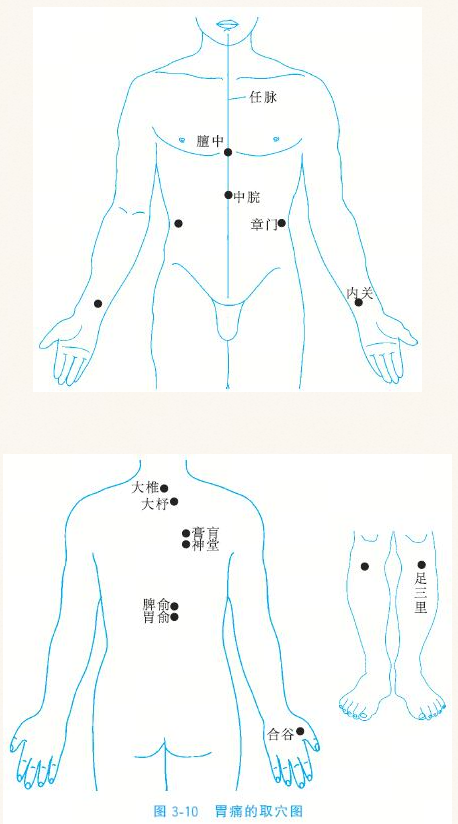 任脉
膻中
中脘
章门
内关
大椎
大杼
膏肓
神堂
脾俞
胃俞
足三里
合谷
图 3-10 胃痛的取穴图